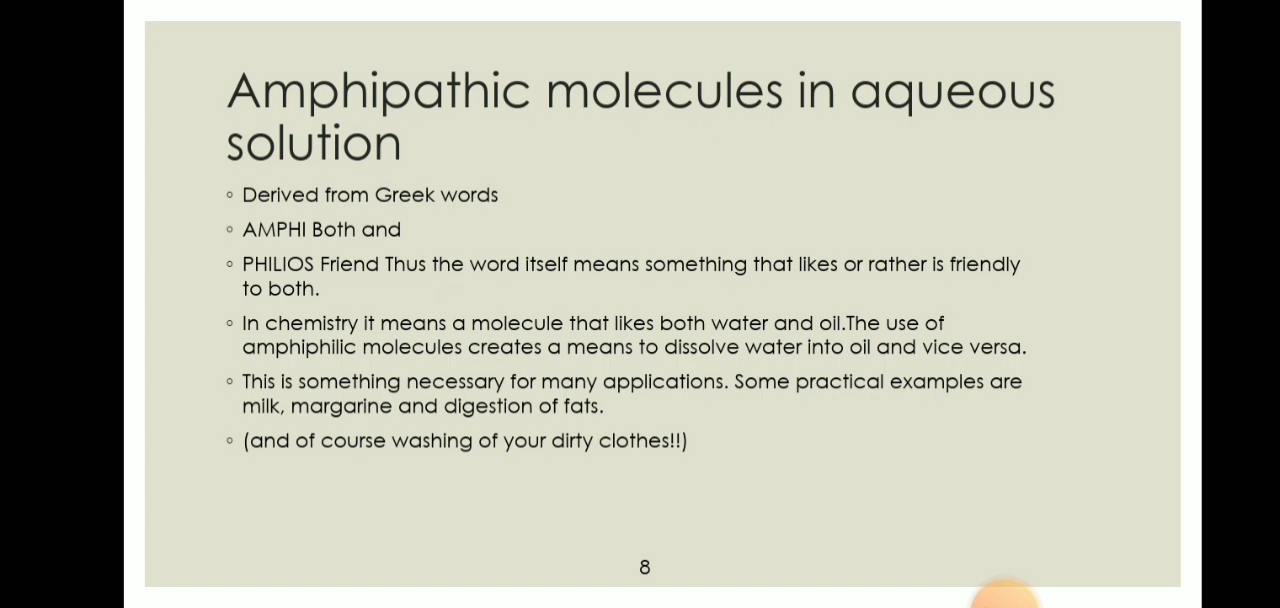 Amphipathic molecules in aqueous
solution
◦ Derived from Greek words
◦ AMPHI Both and
◦ PHILIOS Friend Thus the word itself means something that likes or rather is friendly
to both.
◦ In chemistry it means a molecule that likes both water and oil.The use of
amphiphilic molecules creates a means to dissolve water into oil and vice versa.
◦ This is something necessary for many applications. Some practical examples are
milk, margarine and digestion of fats.
◦ (and of course washing of your dirty clothes!!)
8